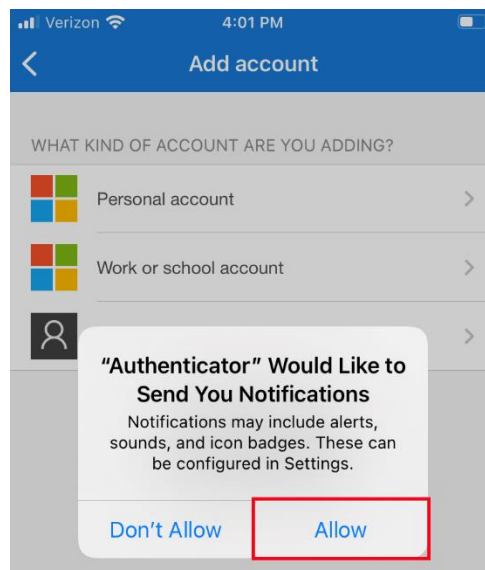 Verizon 4:01 PM
Add account
WHAT KIND OF ACCOUNT ARE YOU ADDING?
Personal account
Work or school account
“Authenticator” Would Like to
Send You Notifications
Notifications may include alerts,
sounds, and icon badges. These can
be configured in Settings.
Don’t Allow Allow